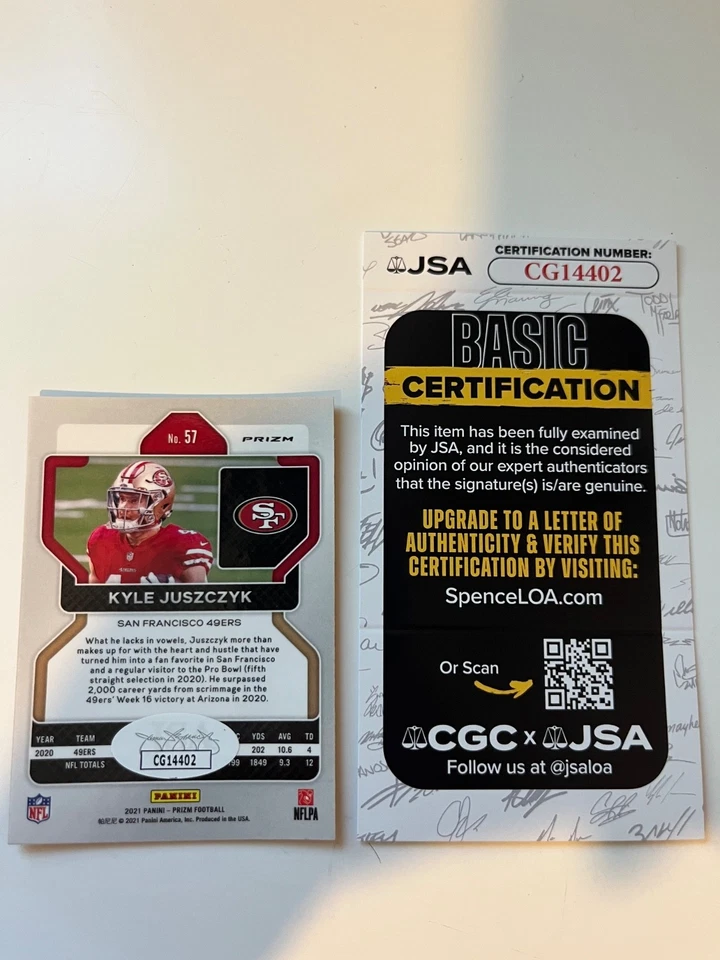 No. 57
PRIZM
SF
KYLE JUSZCZYK
SAN FRANCISCO 49ERS
What he lacks in vowels, Juszczyk more than
makes up for with the heart and hustle that have
turned him into a fan favorite in San Francisco
and a regular visitor to the Pro Bowl (fifth
straight selection in 2020). He surpassed
2,000 career yards from scrimmage in the
49ers' Week 16 victory at Arizona in 2020.
YEAR TEAM YDS AVG TD
2020 49ERS 202 10.6 4
NFL TOTALS 1849 9.3 12
CG14402
PANINI
NFL
2021 PANINI - PRIZM FOOTBALL
© 2021 Panini America, Inc. Produced in the USA.
NFLPA
JSA
CERTIFICATION NUMBER:
CG14402
BASIC
CERTIFICATION
This item has been fully examined
by JSA, and it is the considered
opinion of our expert authenticators
that the signature(s) is/are genuine.
UPGRADE TO A LETTER OF
AUTHENTICITY & VERIFY THIS
CERTIFICATION BY VISITING:
SpenceLOA.com
Or Scan
CGC x JSA
Follow us at @jsaloa